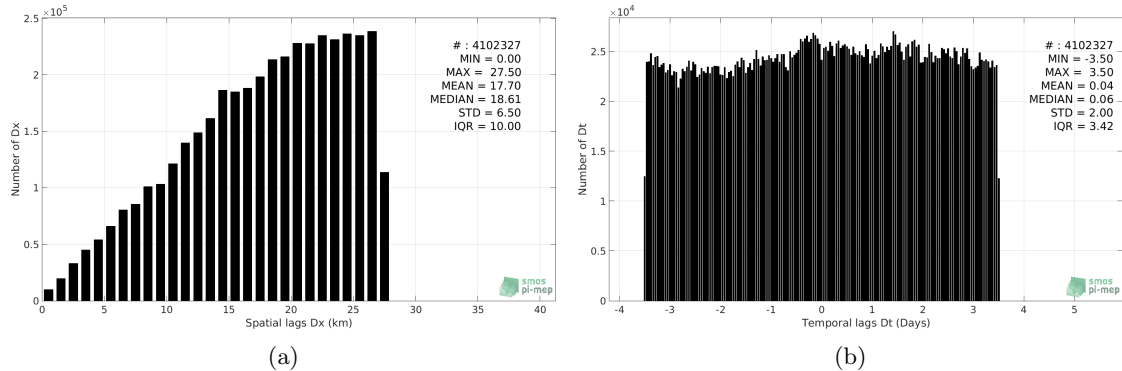 ×10^5
2.5
2
1.5
1
0.5
0
Number of Dx
# : 4102327
MIN = 0.00
MAX = 27.50
MEAN = 17.70
MEDIAN = 18.61
STD = 6.50
IQR = 10.00
smos
pi-mep
0 5 10 15 20 25 30 35 40
Spatial lags Dx (km)
(a)
×10^4
2.5
2
1.5
1
0.5
0
Number of Dt
# : 4102327
MIN = -3.50
MAX = 3.50
MEAN = 0.04
MEDIAN = 0.06
STD = 2.00
IQR = 3.42
smos
pi-mep
-4 -3 -2 -1 0 1 2 3 4 5
Temporal lags Dt (Days)
(b)